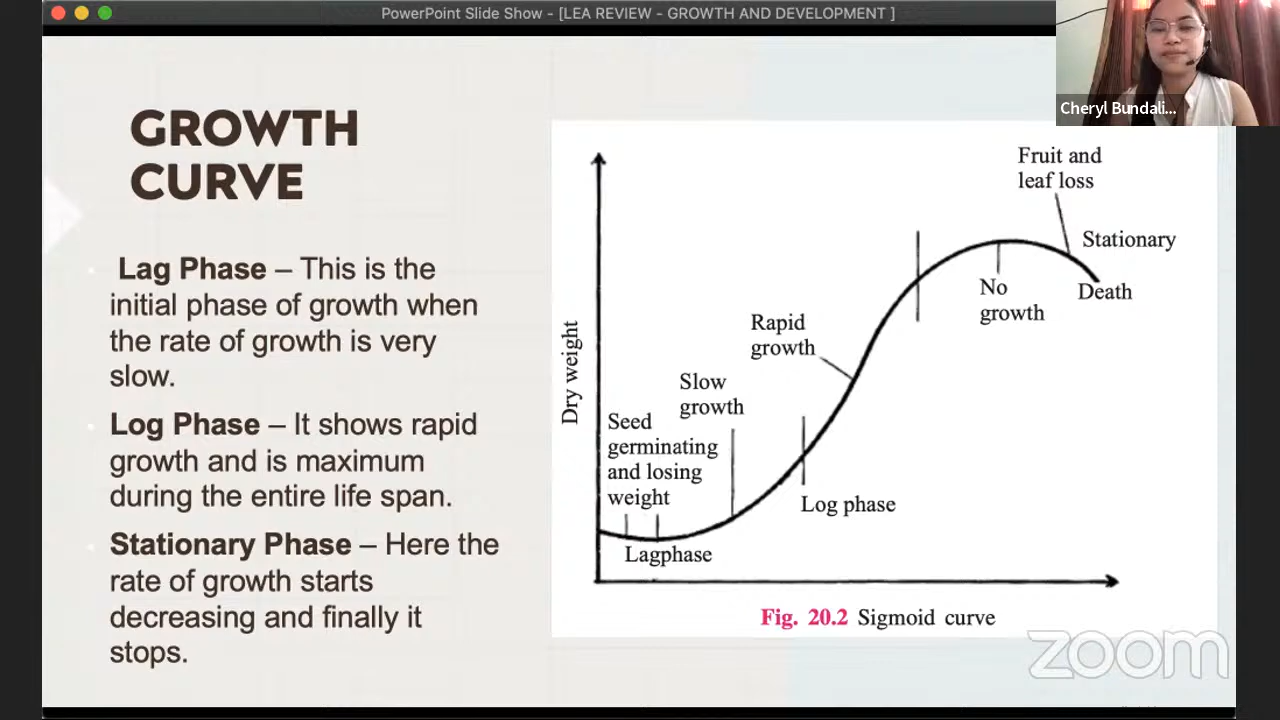 PowerPoint Slide Show - [LEA REVIEW - GROWTH AND DEVELOPMENT ]
Cheryl Bundali...
GROWTH
CURVE
Lag Phase – This is the
initial phase of growth when
the rate of growth is very
slow.
Log Phase – It shows rapid
growth and is maximum
during the entire life span.
Stationary Phase – Here the
rate of growth starts
decreasing and finally it
stops.
Fruit and
leaf loss
Stationary
Death
No
growth
Rapid
growth
Slow
growth
Seed
germinating
and losing
weight
Log phase
Lagphase
Dry weight
Fig. 20.2 Sigmoid curve
zoom